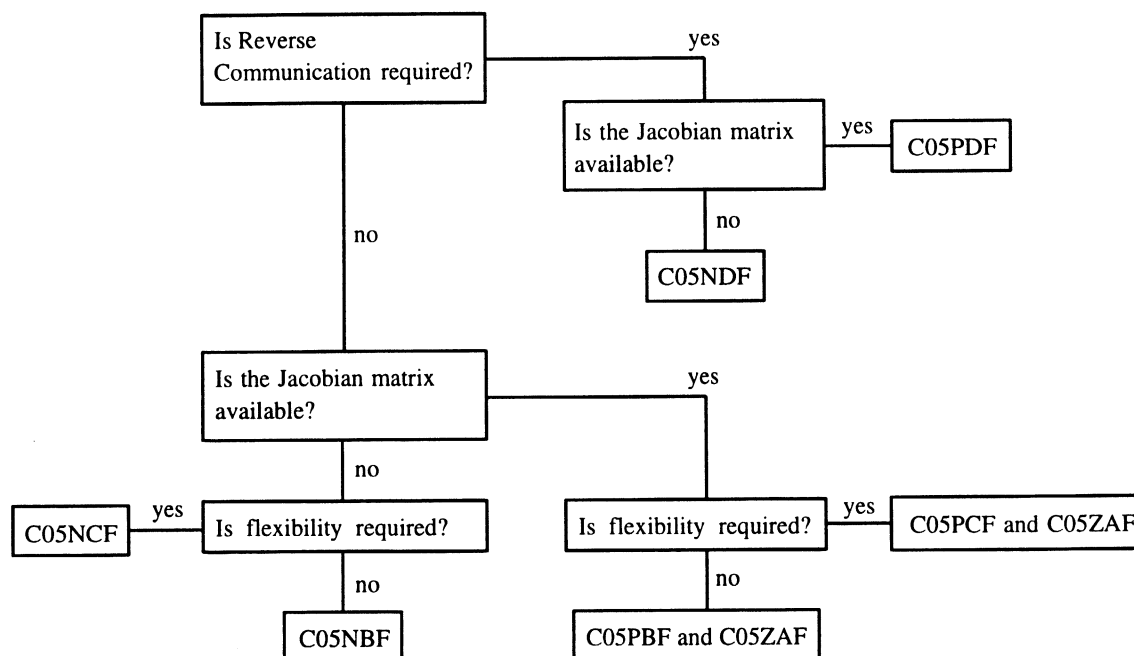 Is Reverse
Communication required?
yes
Is the Jacobian matrix
available?
yes
C05PDF
no
C05NDF
no
Is the Jacobian matrix
available?
yes
no
C05NCF
yes
Is flexibility required?
no
C05NBF
Is flexibility required?
yes
C05PCF and C05ZAF
no
C05PBF and C05ZAF